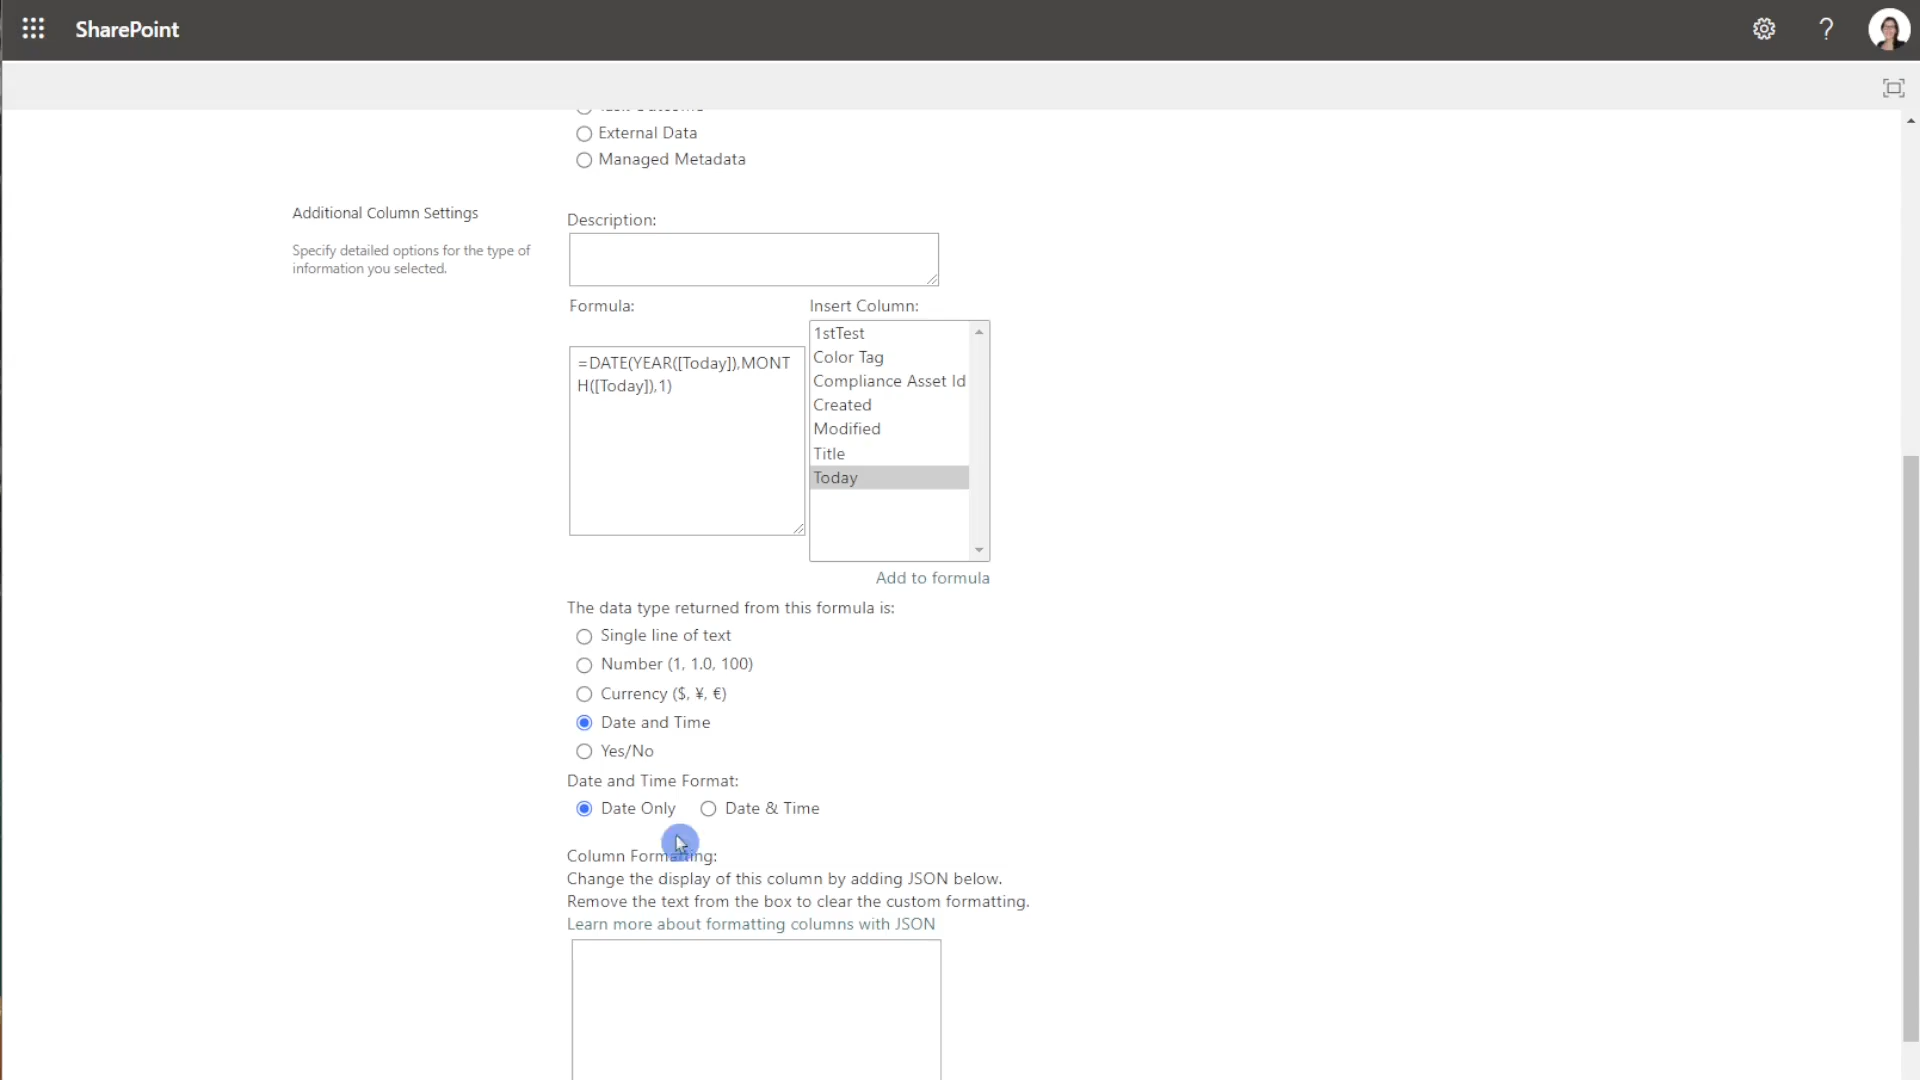 SharePoint
External Data
Managed Metadata
Additional Column Settings
Specify detailed options for the type of
information you selected.
Description:
Formula:
Insert Column:
=DATE(YEAR([Today]),MONT
H([Today]),1)
1stTest
Color Tag
Compliance Asset Id
Created
Modified
Title
Today
Add to formula
The data type returned from this formula is:
Single line of text
Number (1, 1.0, 100)
Currency ($, ¥, €)
Date and Time
Yes/No
Date and Time Format:
Date Only
Date & Time
Column Formatting:
Change the display of this column by adding JSON below.
Remove the text from the box to clear the custom formatting.
Learn more about formatting columns with JSON